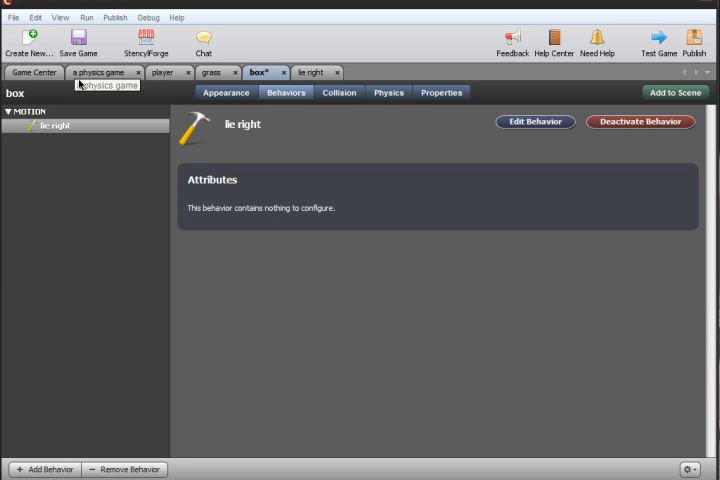 File Edit View Run Publish Debug Help
Create New... Save Game StencylForge Chat Feedback Help Center Need Help Test Game Publish
Game Center a physics game player grass box* lie right
physics game
box Appearance Behaviors Collision Physics Properties Add to Scene
MOTION
lie right
lie right Edit Behavior Deactivate Behavior
Attributes
This behavior contains nothing to configure.
+ Add Behavior − Remove Behavior